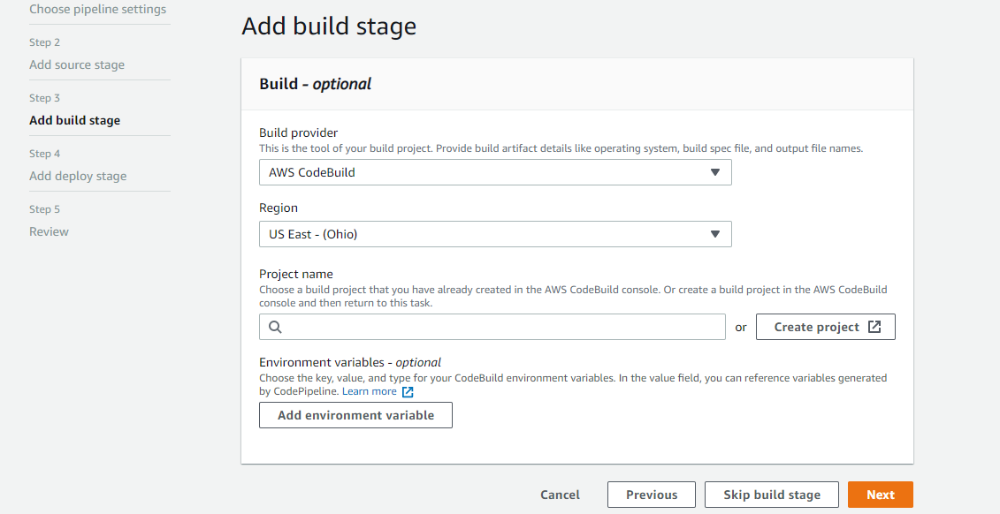 Choose pipeline settings
Step 2
Add source stage
Step 3
Add build stage
Step 4
Add deploy stage
Step 5
Review
Add build stage
Build - optional
Build provider
This is the tool of your build project. Provide build artifact details like operating system, build spec file, and output file names.
AWS CodeBuild
Region
US East - (Ohio)
Project name
Choose a build project that you have already created in the AWS CodeBuild console. Or create a build project in the AWS CodeBuild
console and then return to this task.
or
Create project
Environment variables - optional
Choose the key, value, and type for your CodeBuild environment variables. In the value field, you can reference variables generated
by CodePipeline. Learn more
Add environment variable
Cancel
Previous
Skip build stage
Next